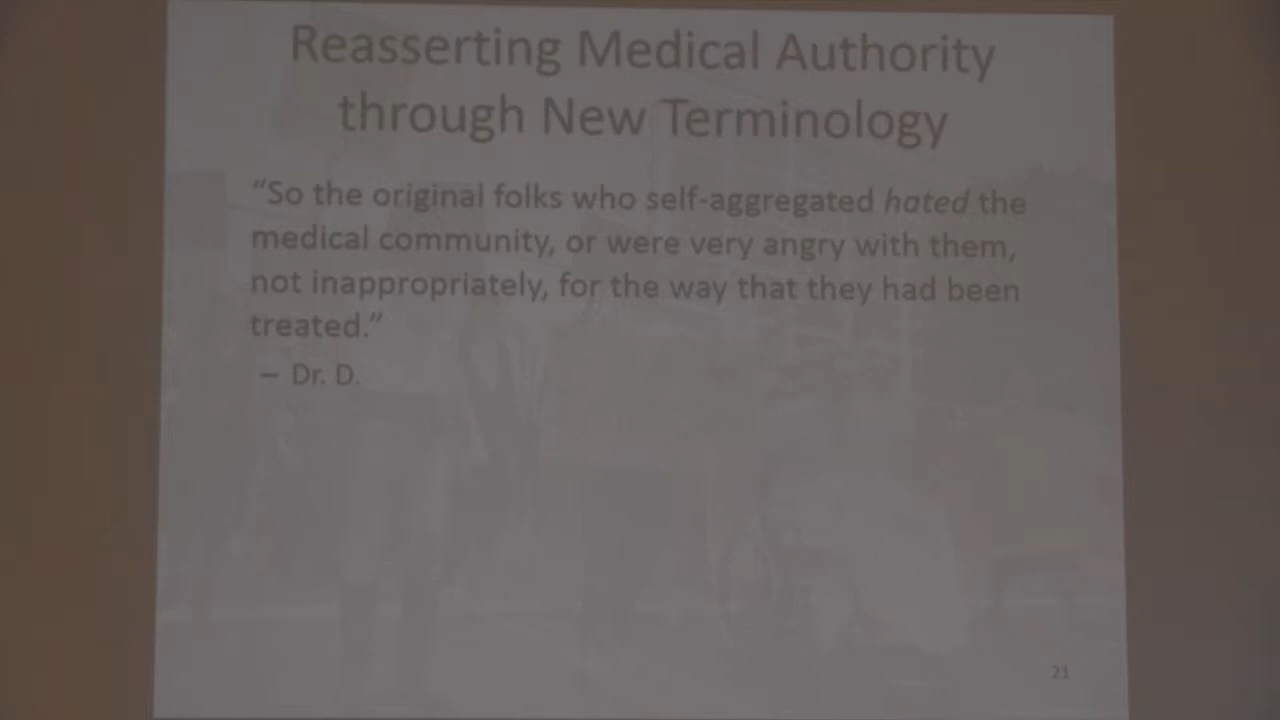 Reasserting Medical Authority
through New Terminology
“So the original folks who self-aggregated hated the
medical community, or were very angry with them,
not inappropriately, for the way that they had been
treated.”
– Dr. D.
21